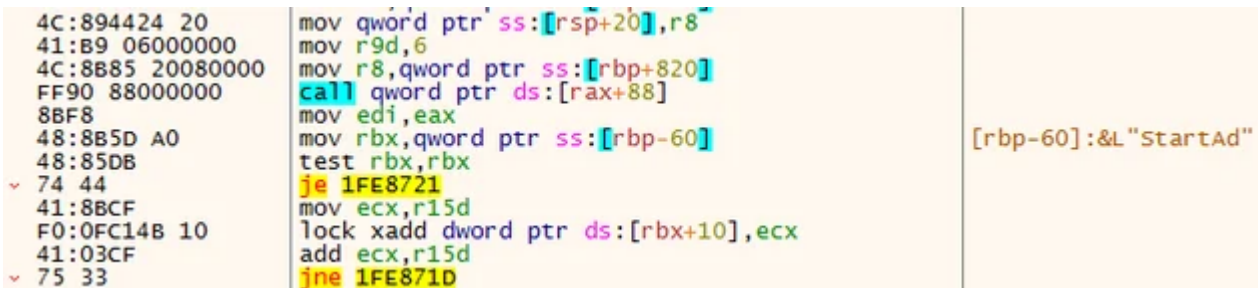 4C:894424 20 mov qword ptr ss:[rsp+20],r8
41:B9 06000000 mov r9d,6
4C:8B85 20080000 mov r8,qword ptr ss:[rbp+820]
FF90 88000000 call qword ptr ds:[rax+88]
8BF8 mov edi,eax
48:8B5D A0 mov rbx,qword ptr ss:[rbp-60] [rbp-60]:&L"StartAd"
48:85DB test rbx,rbx
74 44 je 1FE8721
41:8BCF mov ecx,r15d
F0:0FC14B 10 lock xadd dword ptr ds:[rbx+10],ecx
41:03CF add ecx,r15d
75 33 jne 1FE871D